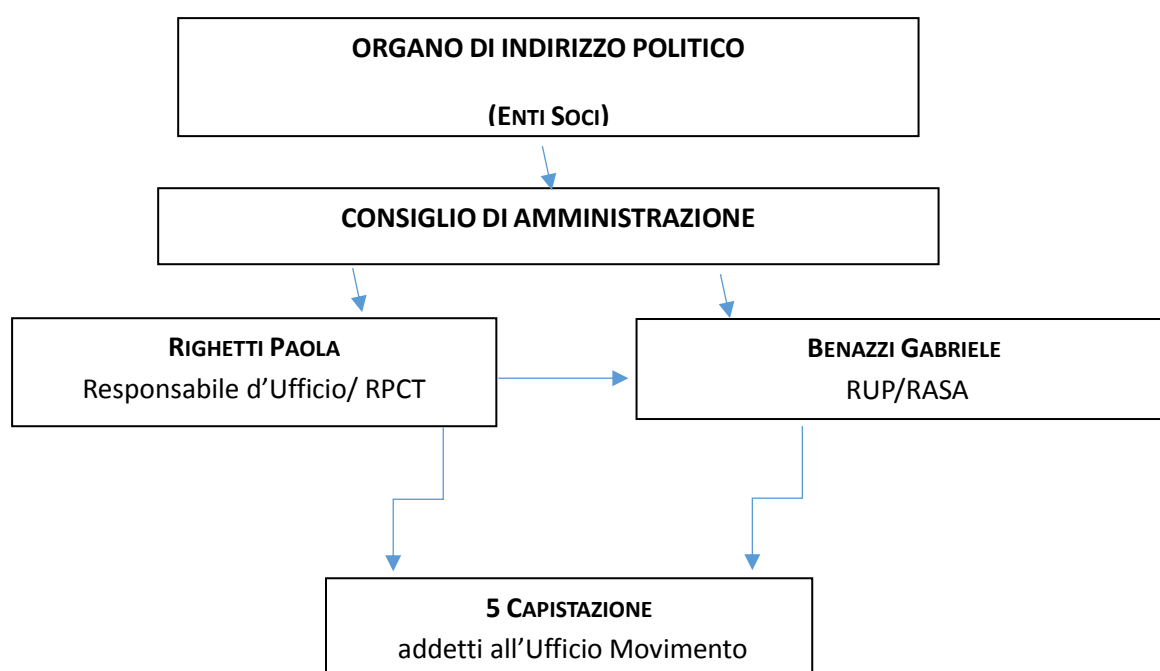 ORGANO DI INDIRIZZO POLITICO
(ENTI SOCI)
CONSIGLIO DI AMMINISTRAZIONE
RIGHETTI PAOLA
Responsabile d’Ufficio/ RPCT
BENAZZI GABRIELE
RUP/RASA
5 CAPISTAZIONE
addetti all’Ufficio Movimento